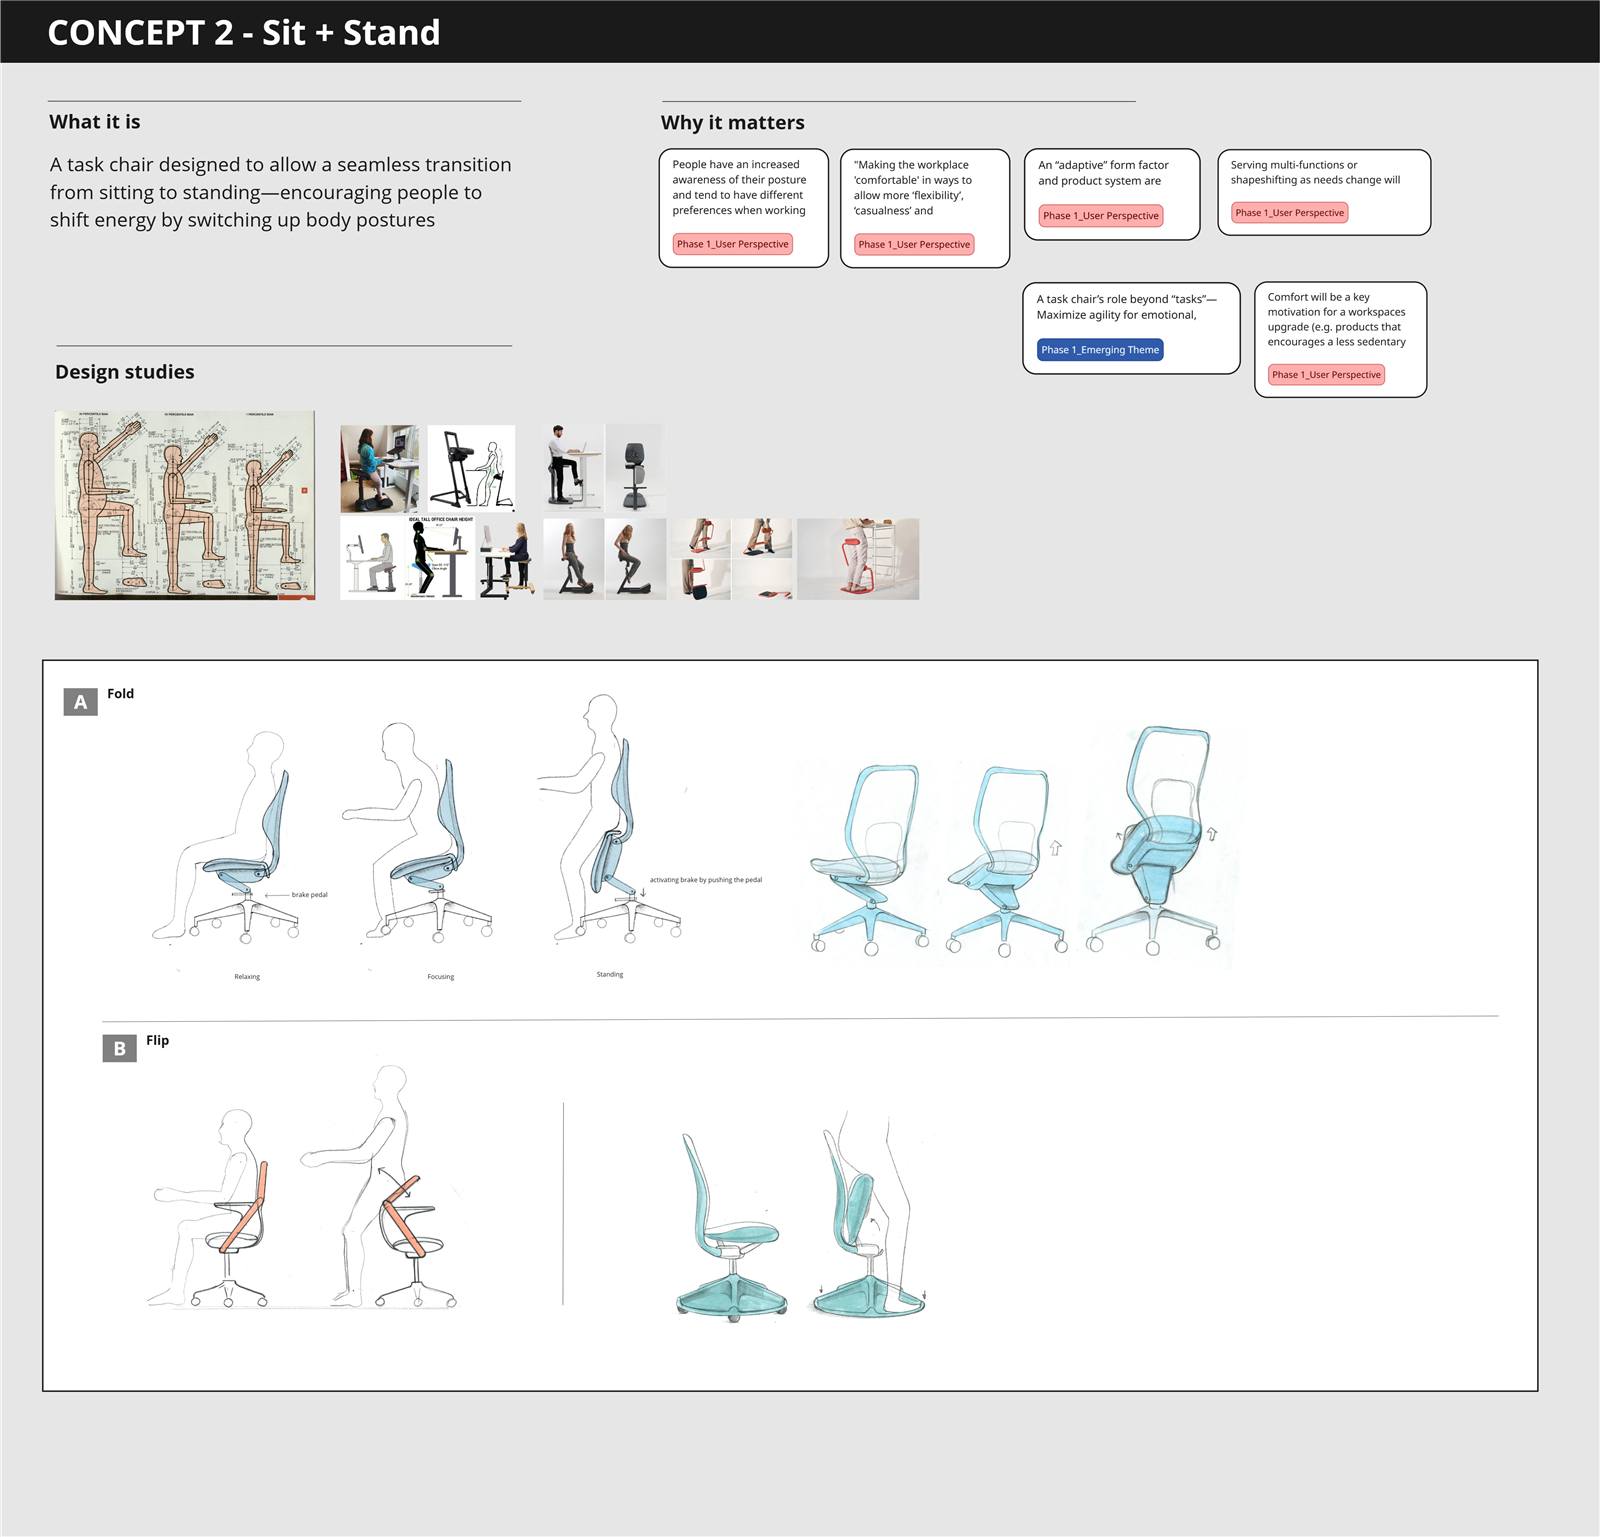 CONCEPT 2 - Sit + Stand
What it is
A task chair designed to allow a seamless transition
from sitting to standing—encouraging people to
shift energy by switching up body postures
Why it matters
People have an increased
awareness of their posture
and tend to have different
preferences when working
Phase 1_User Perspective
"Making the workplace
'comfortable' in ways to
allow more ‘flexibility’,
‘casualness’ and
Phase 1_User Perspective
An “adaptive” form factor
and product system are
Phase 1_User Perspective
Serving multi-functions or
shapeshifting as needs change will
Phase 1_User Perspective
A task chair’s role beyond “tasks”—
Maximize agility for emotional,
Phase 1_Emerging Theme
Comfort will be a key
motivation for a workspaces
upgrade (e.g. products that
encourages a less sedentary
Phase 1_User Perspective
Design studies
IDEAL TALL OFFICE CHAIR HEIGHT
A
Fold
brake pedal
activating brake by pushing the pedal
Relaxing
Focusing
Standing
B
Flip